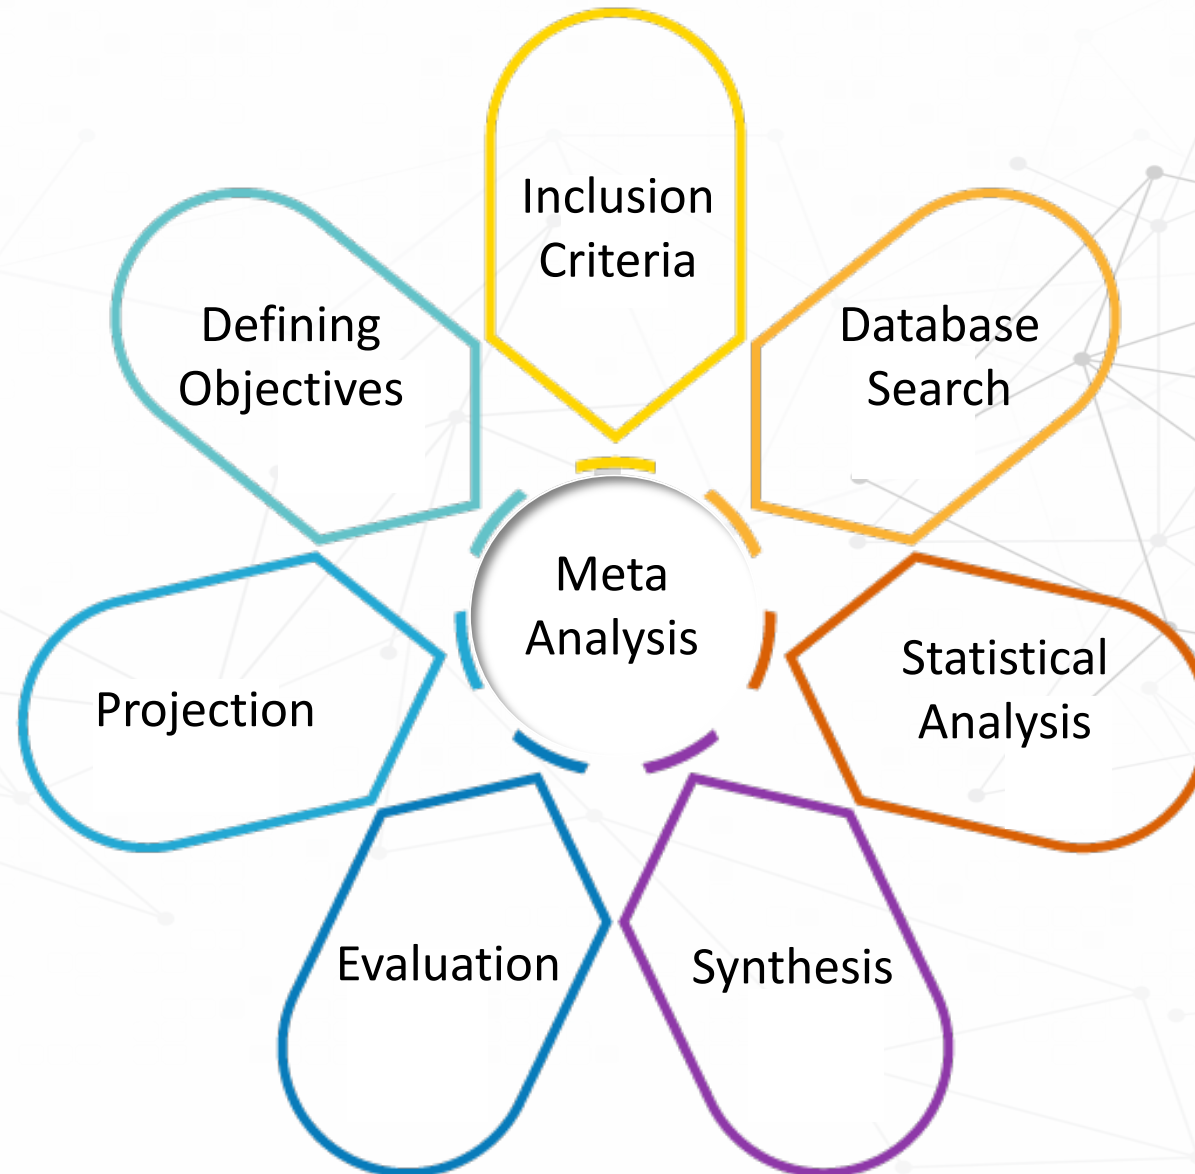 Inclusion
Criteria
Defining
Objectives
Database
Search
Meta
Analysis
Statistical
Analysis
Projection
Evaluation
Synthesis